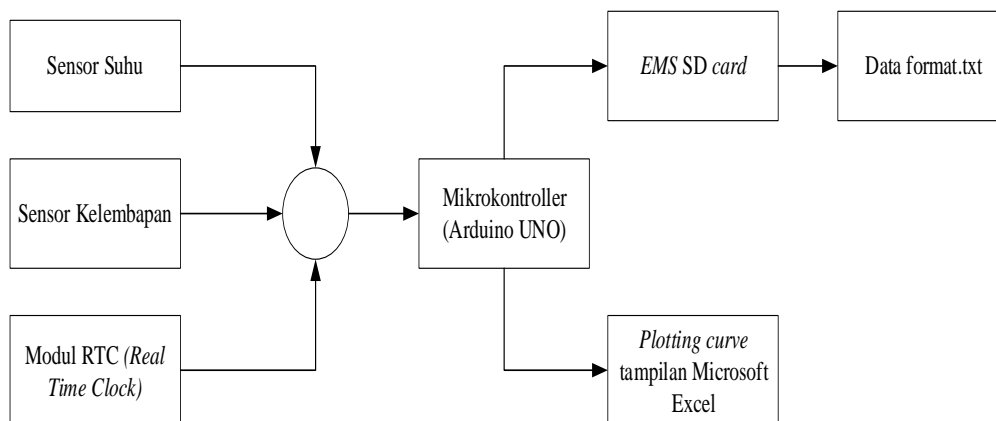 Sensor Suhu
EMS SD card
Data format.txt
Sensor Kelembapan
Mikrokontroller
(Arduino UNO)
Modul RTC (Real
Time Clock)
Plotting curve
tampilan Microsoft
Excel